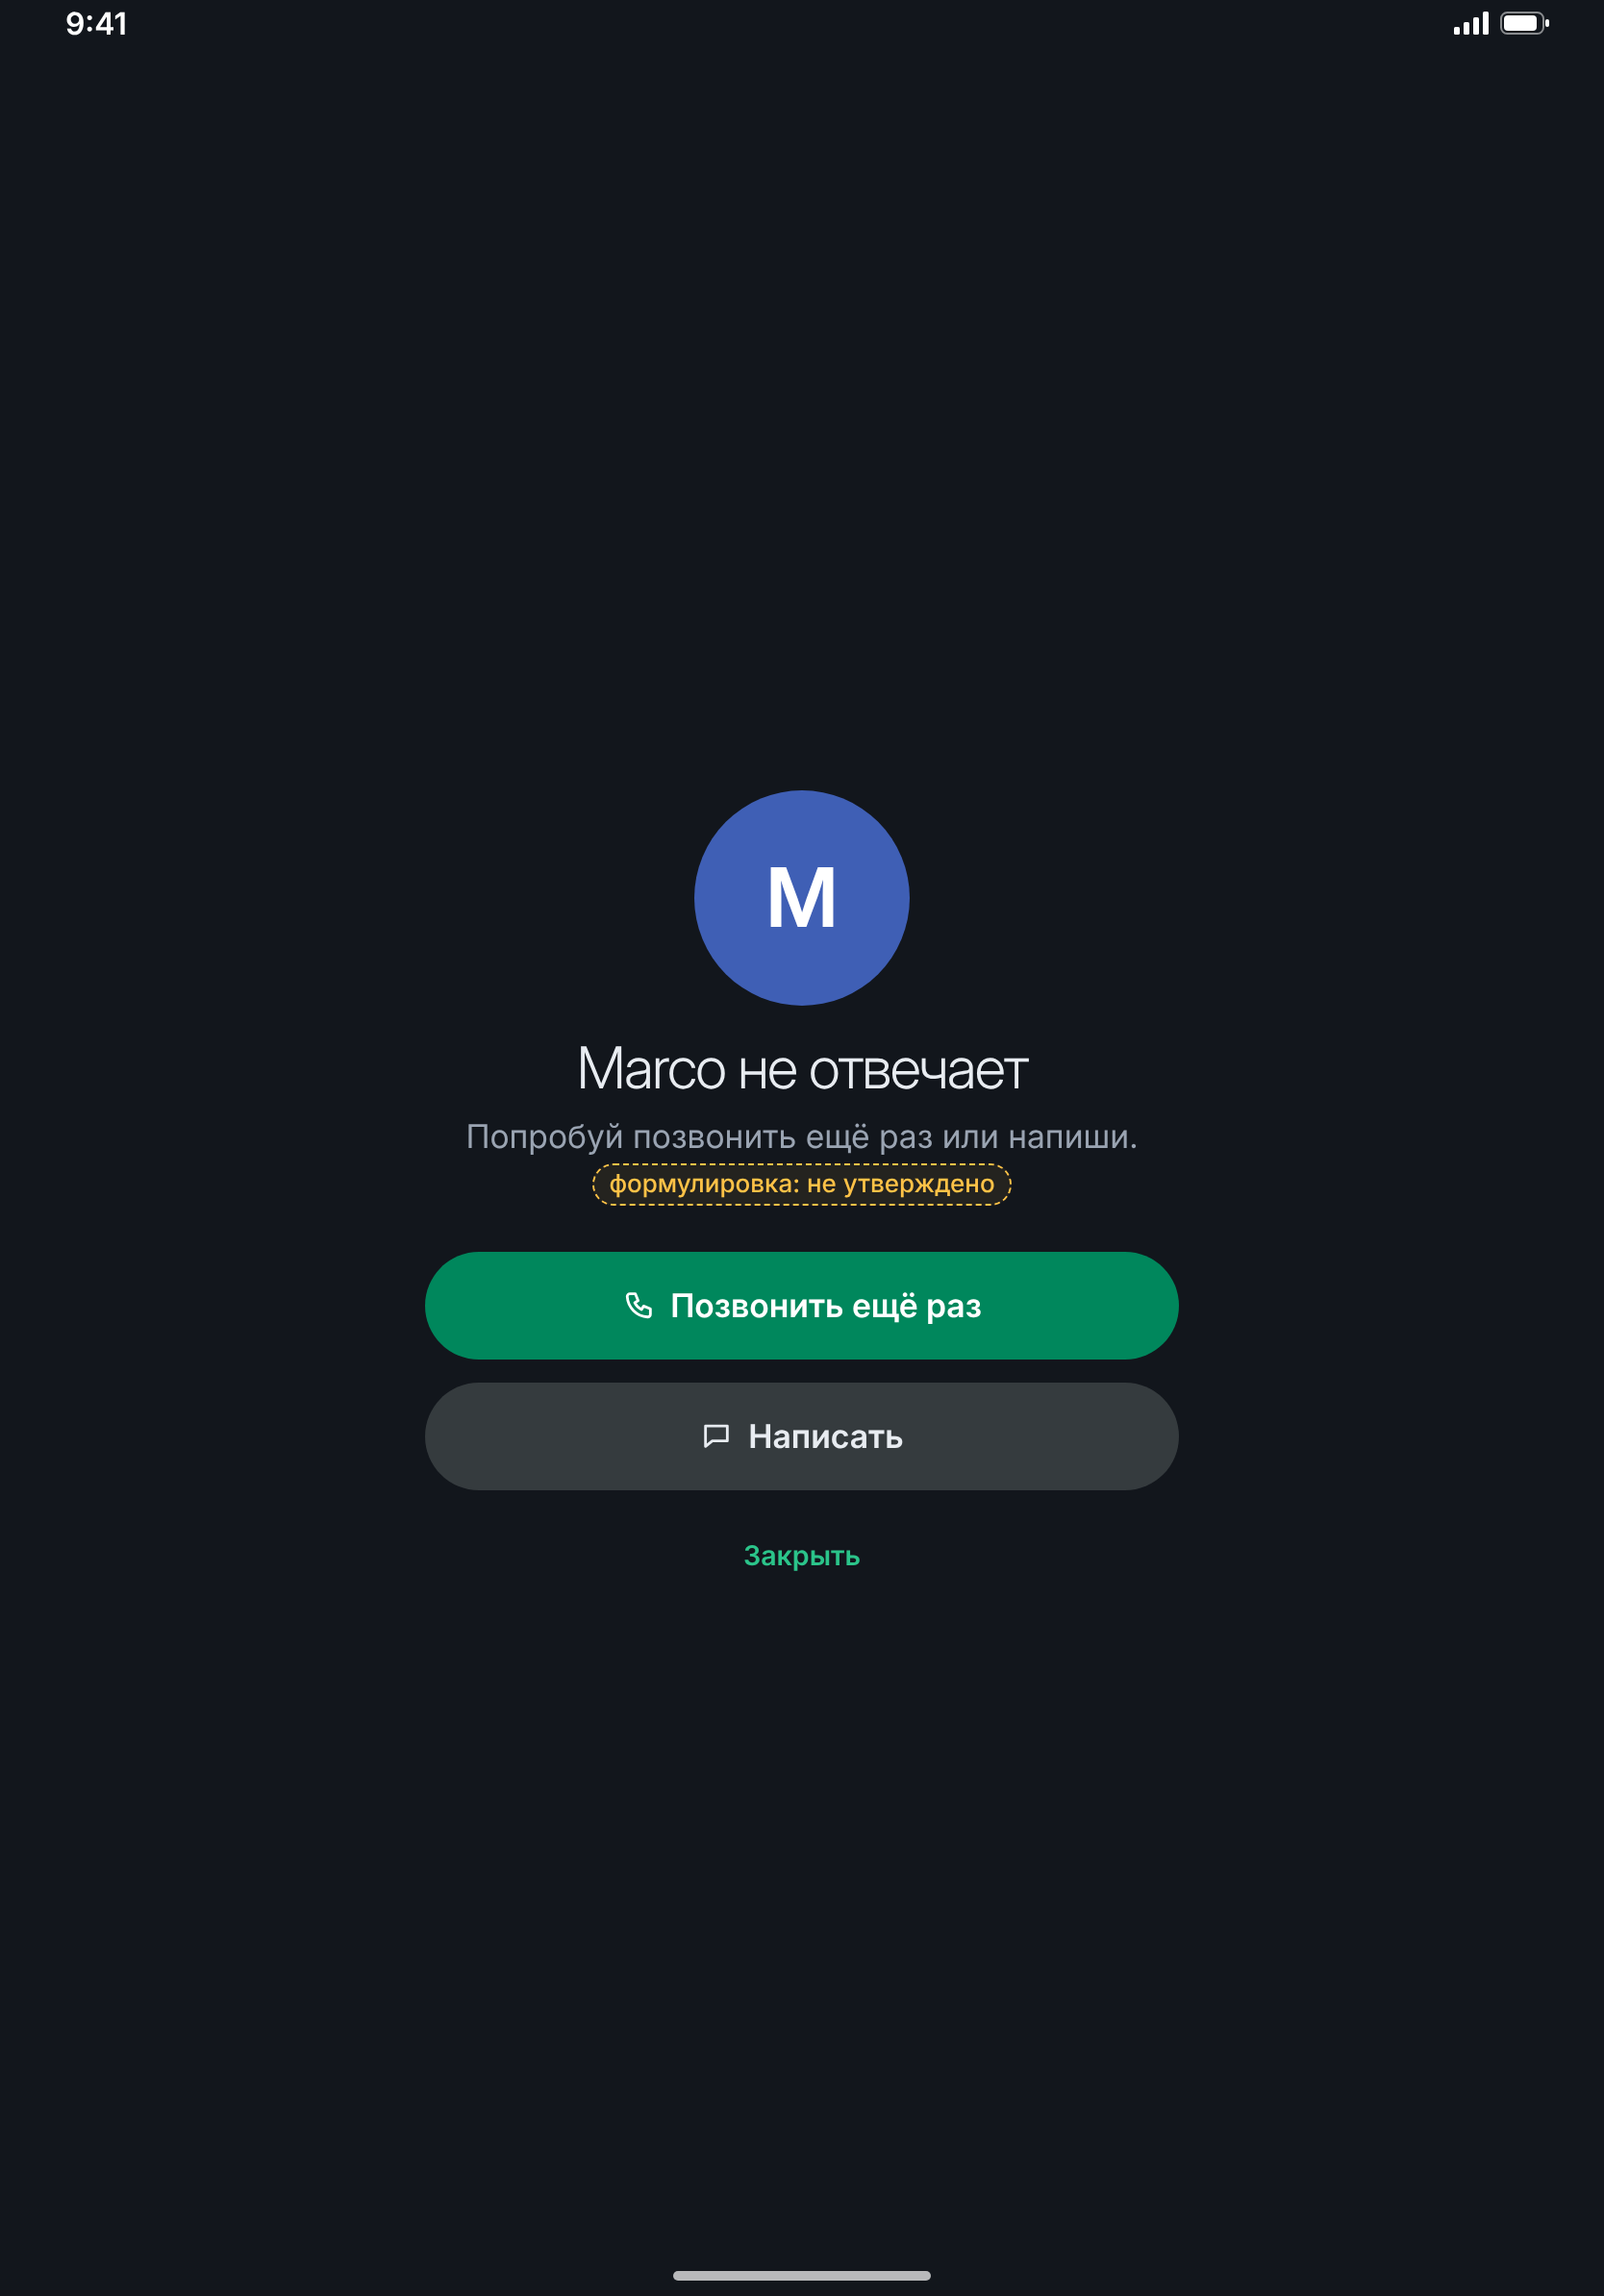 9:41
M
Marco не отвечает
Попробуй позвонить ещё раз или напиши.
формулировка: не утверждено
Позвонить ещё раз
Написать
Закрыть